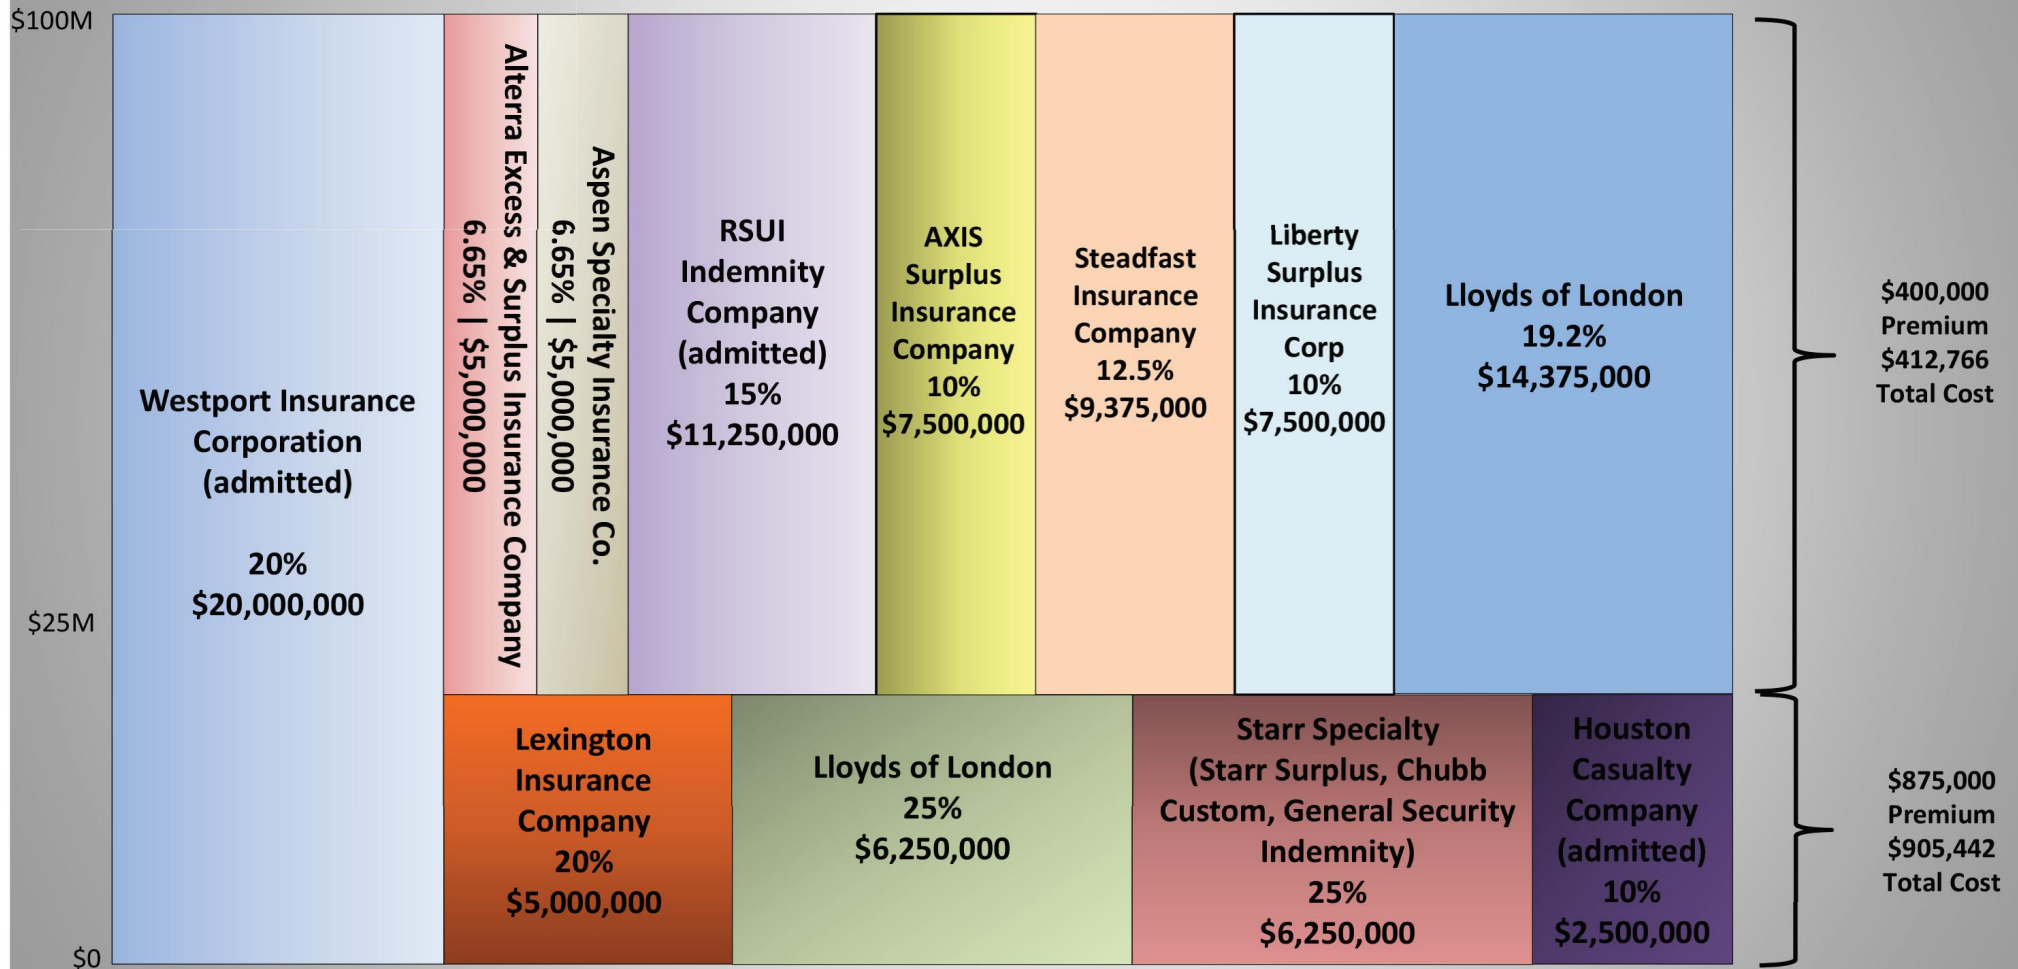 $100M
$25M
$0
Westport Insurance
Corporation
(admitted)
20%
$20,000,000
Alterra Excess & Surplus Insurance Company
6.65% | $5,000,000
Aspen Specialty Insurance Co.
6.65% | $5,000,000
RSUI
Indemnity
Company
(admitted)
15%
$11,250,000
AXIS
Surplus
Insurance
Company
10%
$7,500,000
Steadfast
Insurance
Company
12.5%
$9,375,000
Liberty
Surplus
Insurance
Corp
10%
$7,500,000
Lloyds of London
19.2%
$14,375,000
$400,000
Premium
$412,766
Total Cost
Lexington
Insurance
Company
20%
$5,000,000
Lloyds of London
25%
$6,250,000
Starr Specialty
(Starr Surplus, Chubb
Custom, General Security
Indemnity)
25%
$6,250,000
Houston
Casualty
Company
(admitted)
10%
$2,500,000
$875,000
Premium
$905,442
Total Cost